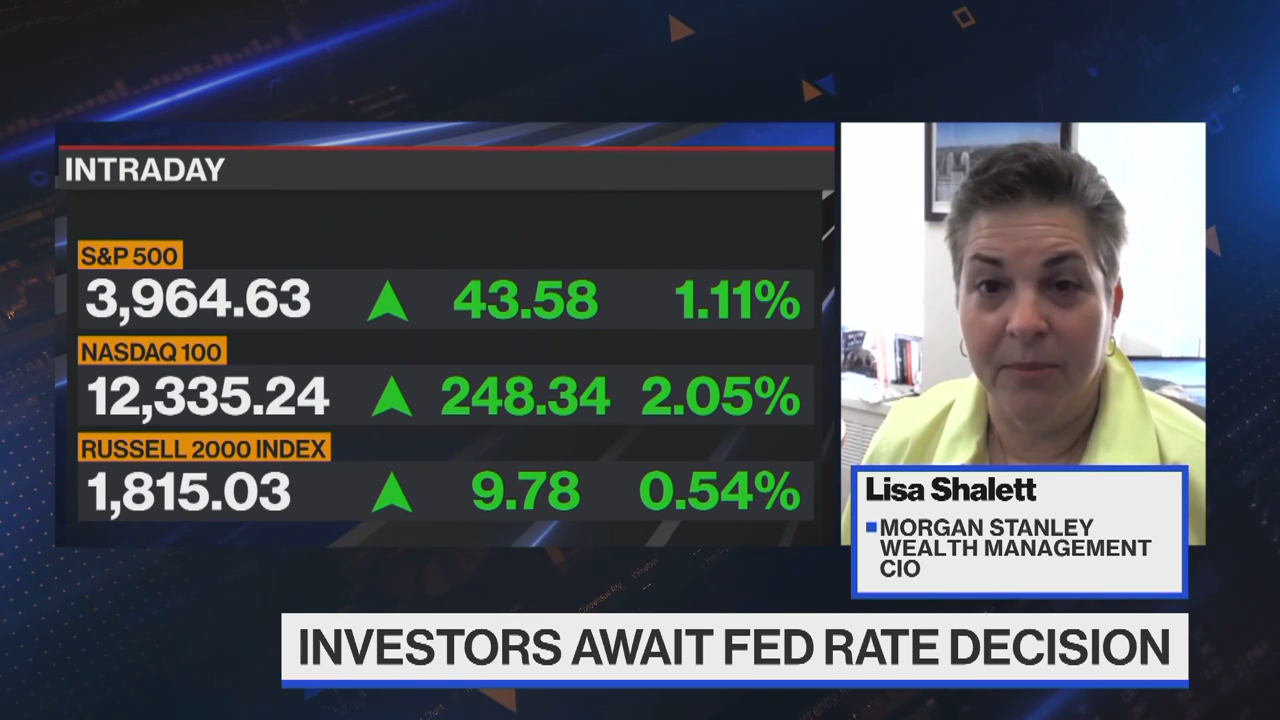 INTRADAY
S&P 500
3,964.63 ▲ 43.58 1.11%
NASDAQ 100
12,335.24 ▲ 248.34 2.05%
RUSSELL 2000 INDEX
1,815.03 ▲ 9.78 0.54%
Lisa Shalett
MORGAN STANLEY
WEALTH MANAGEMENT
CIO
INVESTORS AWAIT FED RATE DECISION